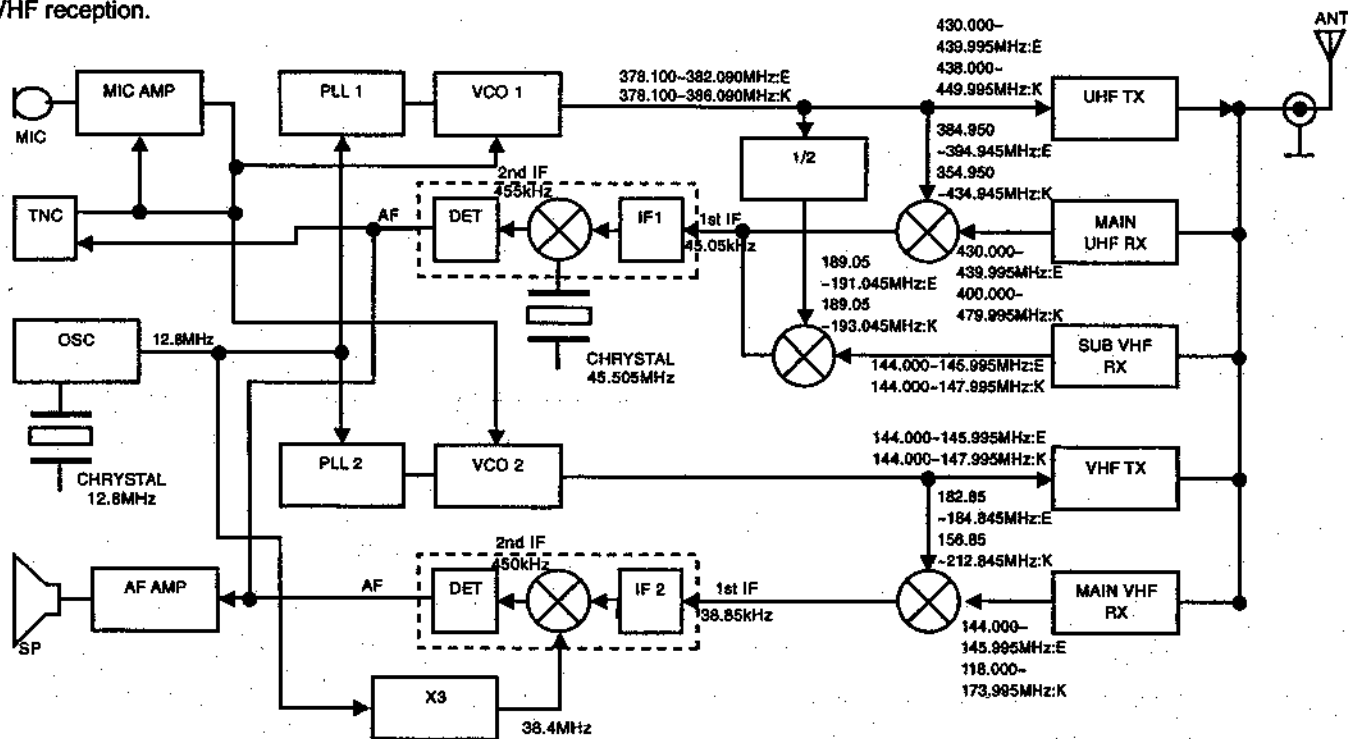 VHF reception.
ANT
430.000~
439.995MHz:E
438.000~
449.995MHz:K
MIC AMP
PLL 1
VCO 1
378.100~382.090MHz:E
378.100~386.090MHz:K
UHF TX
MIC
1/2
384.950
~394.945MHz:E
354.950
~434.945MHz:K
2nd IF
455kHz
TNC
AF
DET
IF1
1st IF
45.05kHz
MAIN
UHF RX
430.000~
439.995MHz:E
400.000~
479.995MHz:K
189.05
~191.045MHz:E
189.05
~193.045MHz:K
OSC
12.8MHz
CHRYSTAL
45.505MHz
SUB VHF
RX
144.000~145.995MHz:E
144.000~147.995MHz:K
CHRYSTAL
12.8MHz
PLL 2
VCO 2
144.000~145.995MHz:E
144.000~147.995MHz:K
VHF TX
182.85
~184.845MHz:E
156.85
~212.845MHz:K
2nd IF
450kHz
AF AMP
AF
DET
IF 2
1st IF
38.85kHz
MAIN VHF
RX
SP
144.000~
145.995MHz:E
118.000~
173.995MHz:K
X3
38.4MHz